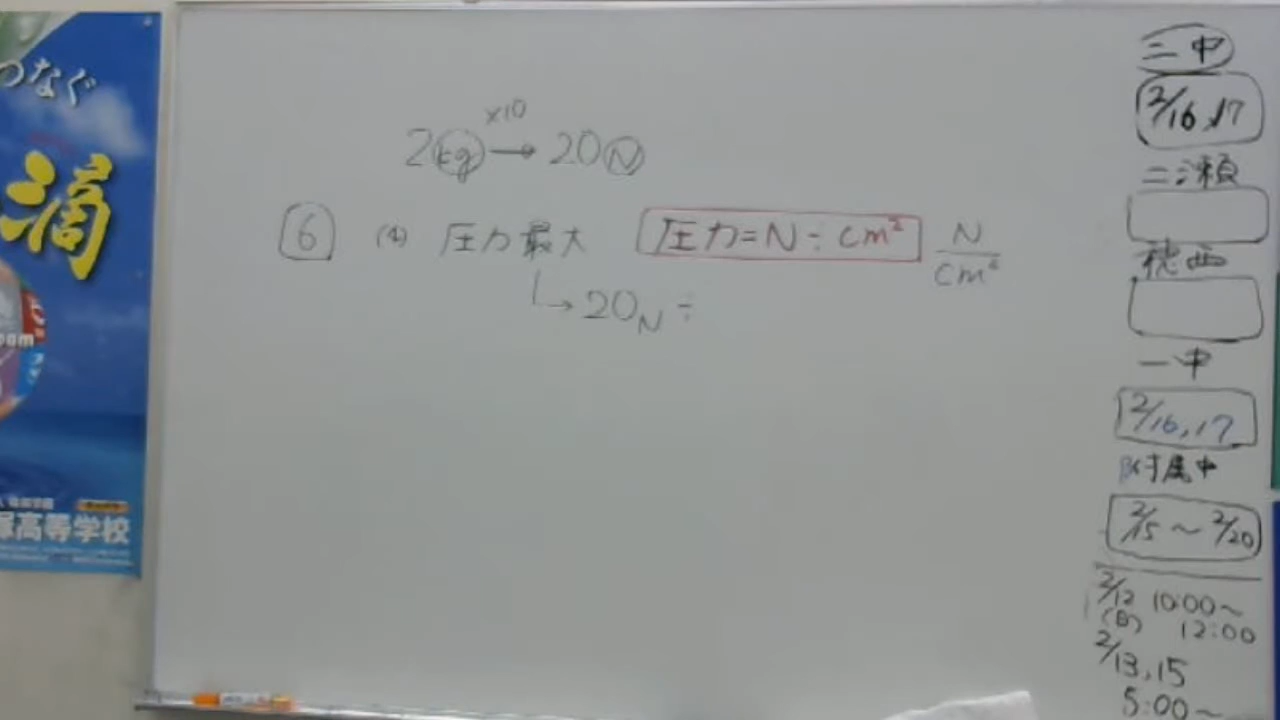 つなぐ
滴
高等学校
×10
2kg → 20N
6 (4) 圧力最大 圧力=N÷cm² N/cm²
→ 20N ÷
二中
2/16,17
二瀬
穂西
一中
2/16,17
附属中
2/15 ～ 2/20
2/12 10:00～
(日) 12:00
2/13,15
5:00～